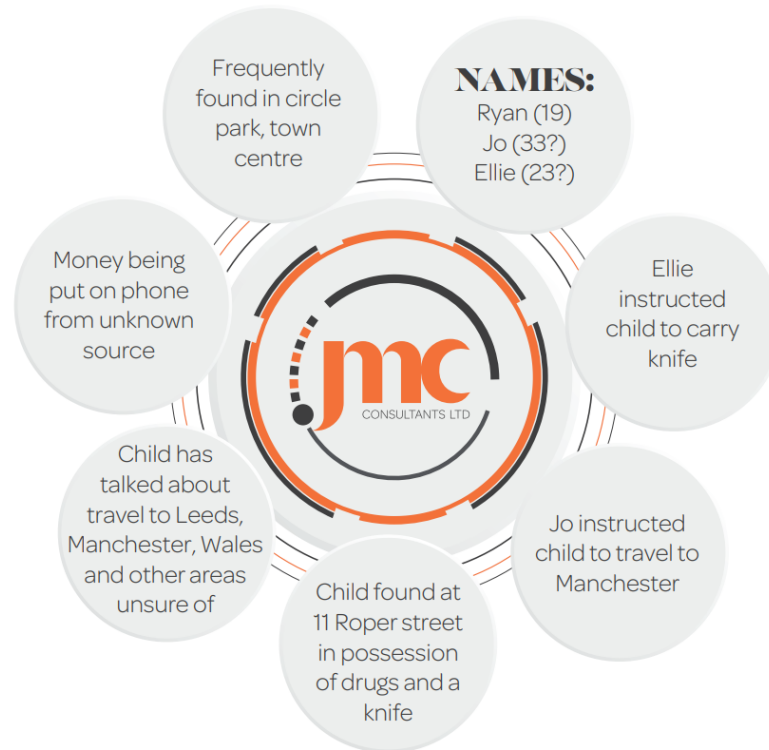 Frequently
found in circle
park, town
centre
NAMES:
Ryan (19)
Jo (33?)
Ellie (23?)
Money being
put on phone
from unknown
source
Ellie
instructed
child to carry
knife
jmc
CONSULTANTS LTD
Child has
talked about
travel to Leeds,
Manchester, Wales
and other areas
unsure of
Jo instructed
child to travel to
Manchester
Child found at
11 Roper street
in possession
of drugs and a
knife